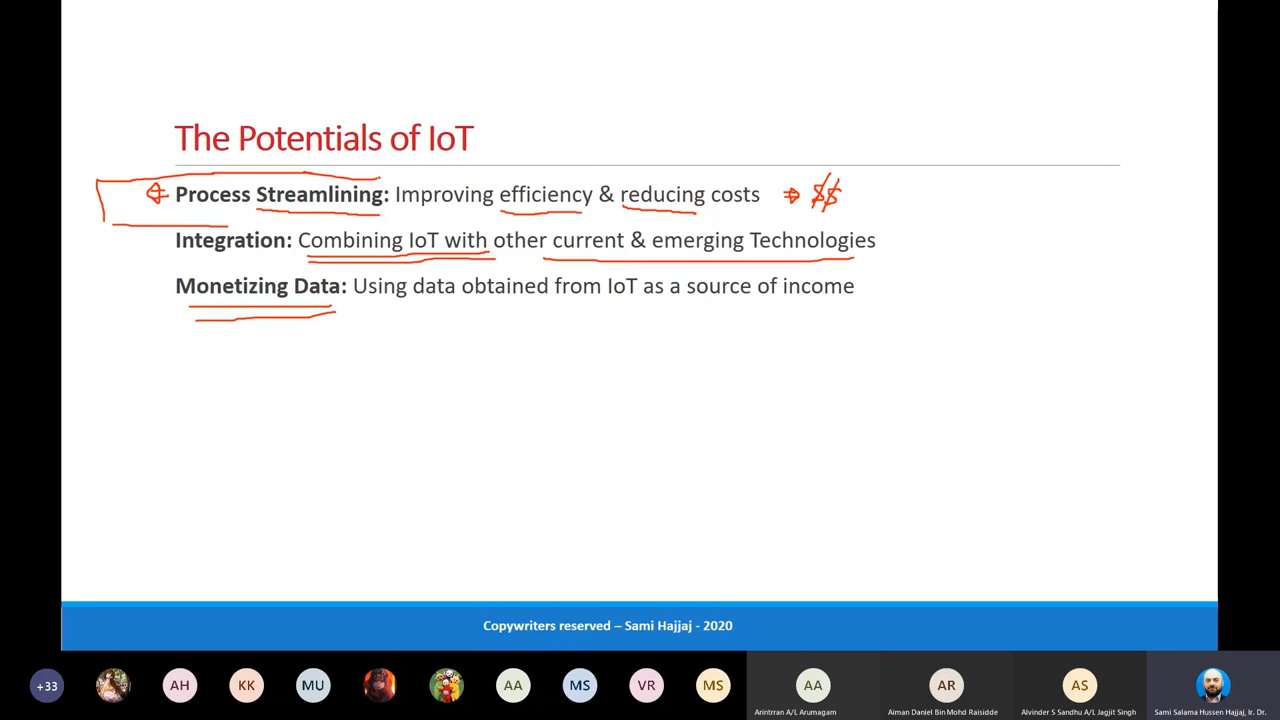 The Potentials of IoT
Process Streamlining: Improving efficiency & reducing costs ⇒ $$
Integration: Combining IoT with other current & emerging Technologies
Monetizing Data: Using data obtained from IoT as a source of income
Copywriters reserved – Sami Hajjaj - 2020
+33 AH KK MU AA MS VR MS AA AR AS
Arintrran A/L Arumagam Aiman Daniel Bin Mohd Raisidde Alvinder S Sandhu A/L Jagjit Singh Sami Salama Hussen Hajjaj, Ir. Dr.